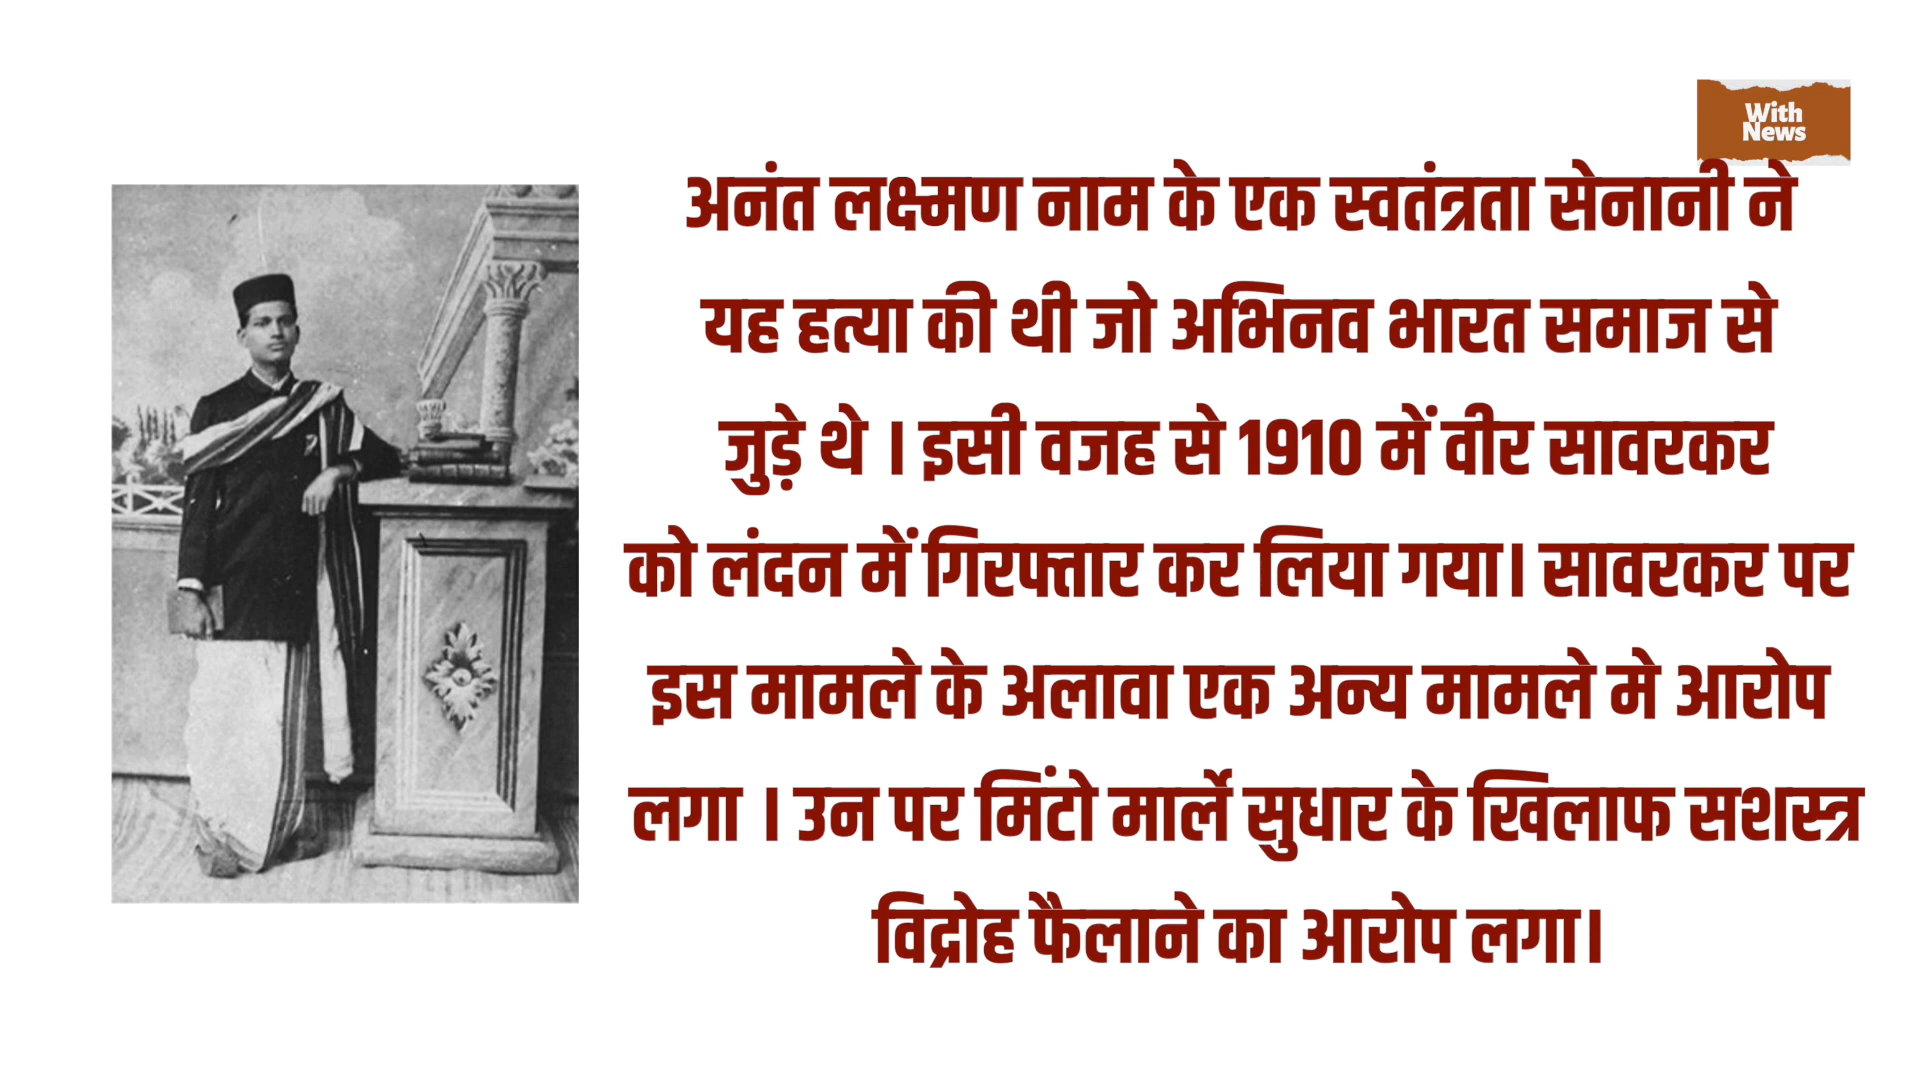 With
News
अनंत लक्ष्मण नाम के एक स्वतंत्रता सेनानी ने
यह हत्या की थी जो अभिनव भारत समाज से
जुड़े थे । इसी वजह से 1910 में वीर सावरकर
को लंदन में गिरफ्तार कर लिया गया। सावरकर पर
इस मामले के अलावा एक अन्य मामले मे आरोप
लगा । उन पर मिंटो मार्ले सुधार के खिलाफ सशस्त्र
विद्रोह फैलाने का आरोप लगा।